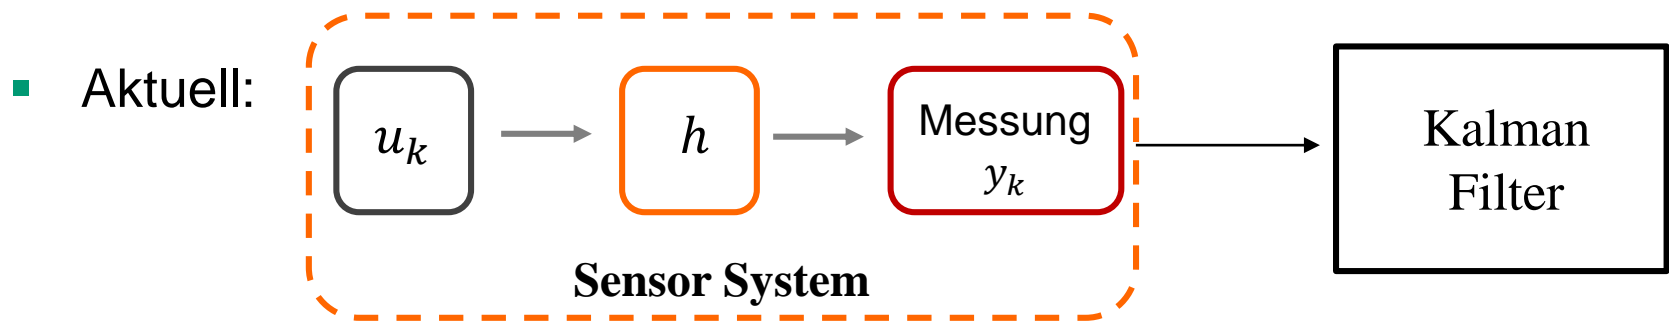 Aktuell:
u_k
h
Messung
y_k
Sensor System
Kalman
Filter